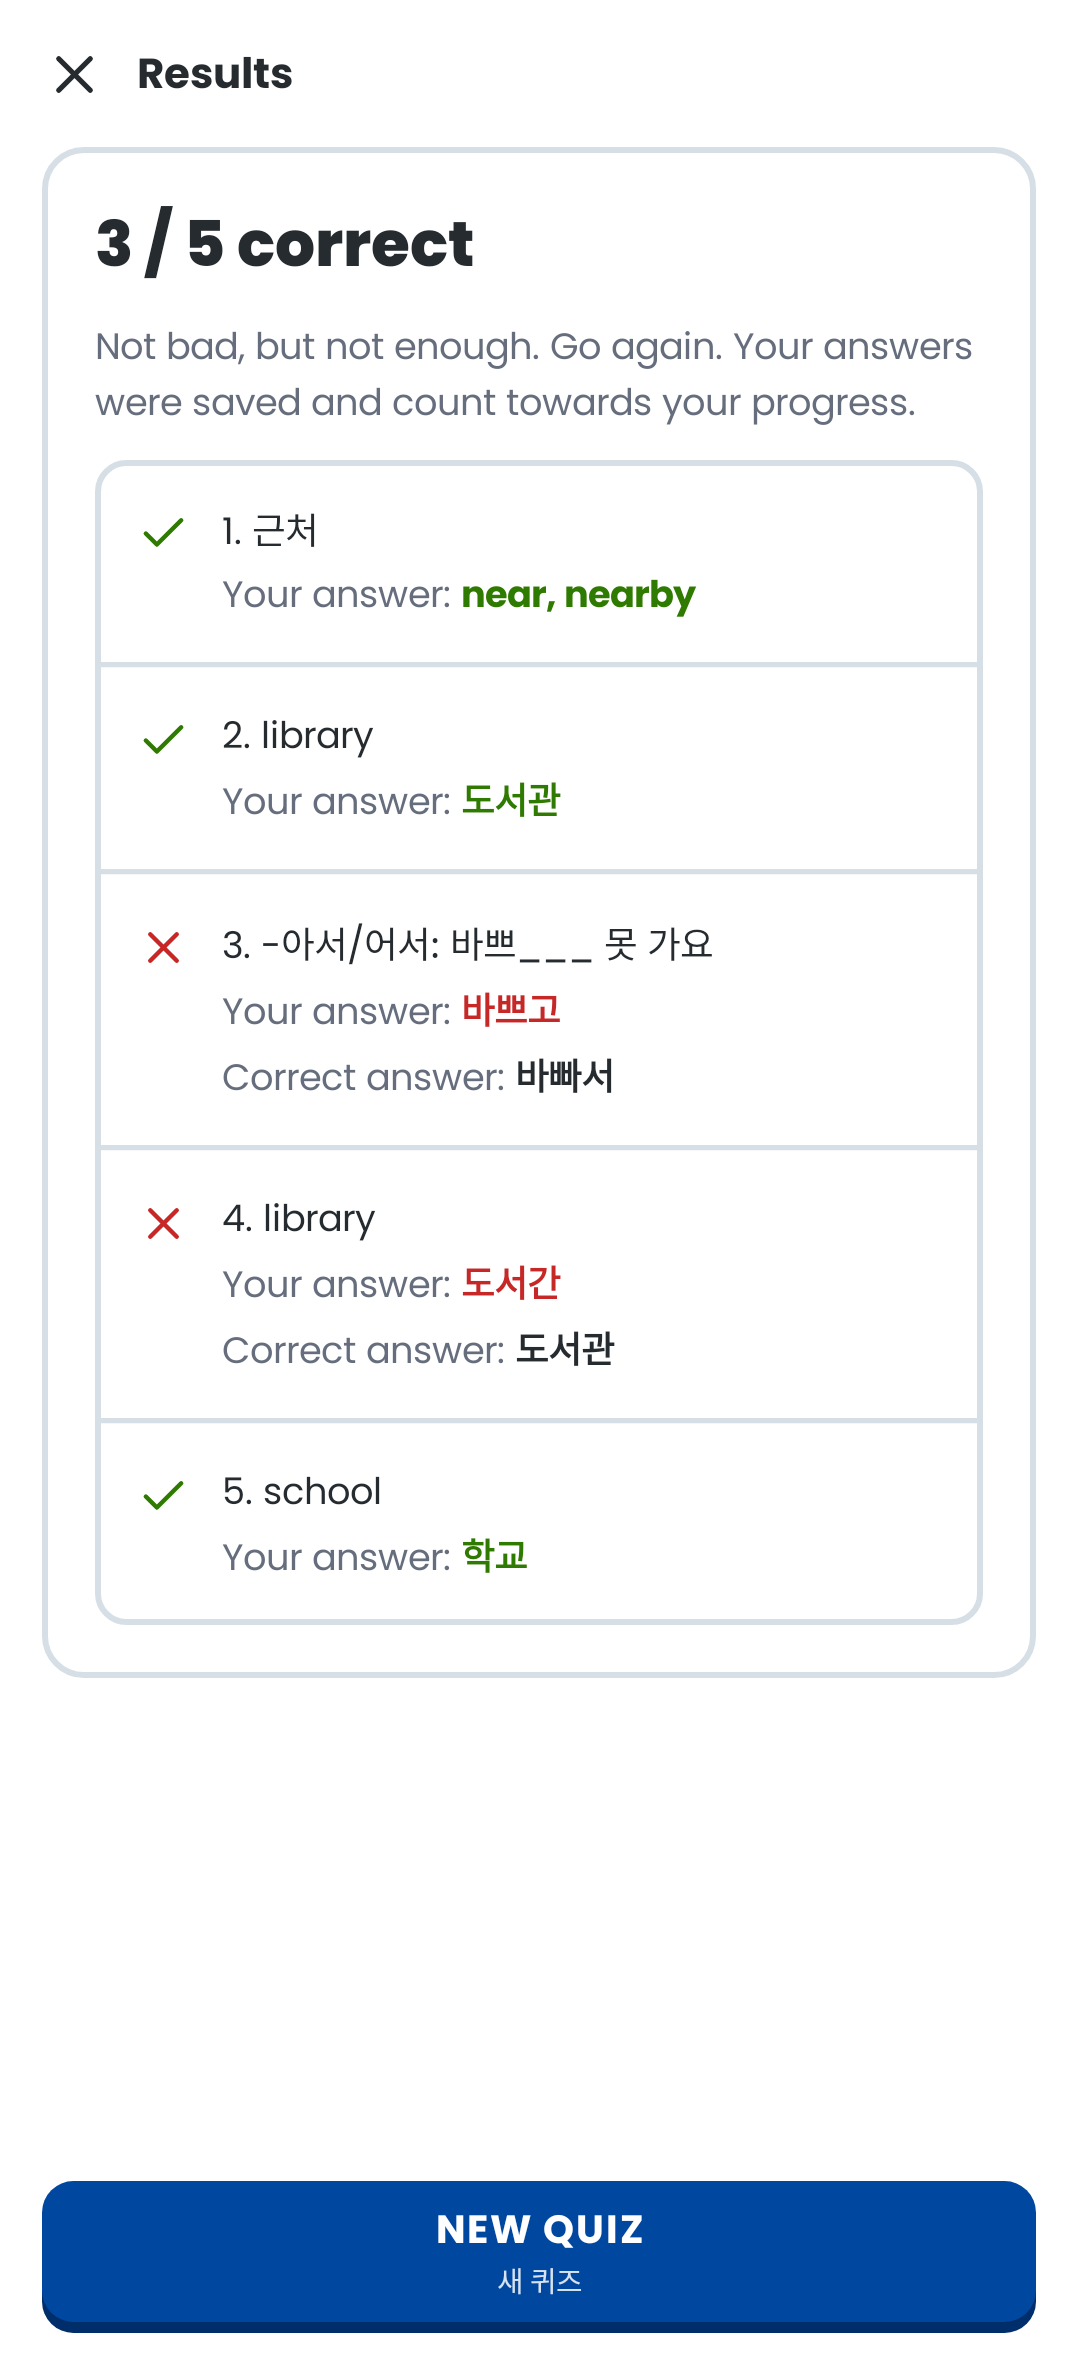 Results
3 / 5 correct
Not bad, but not enough. Go again. Your answers
were saved and count towards your progress.
1. 근처
Your answer: near, nearby
2. library
Your answer: 도서관
3. -아서/어서: 바쁘___ 못 가요
Your answer: 바쁘고
Correct answer: 바빠서
4. library
Your answer: 도서간
Correct answer: 도서관
5. school
Your answer: 학교
NEW QUIZ
새 퀴즈